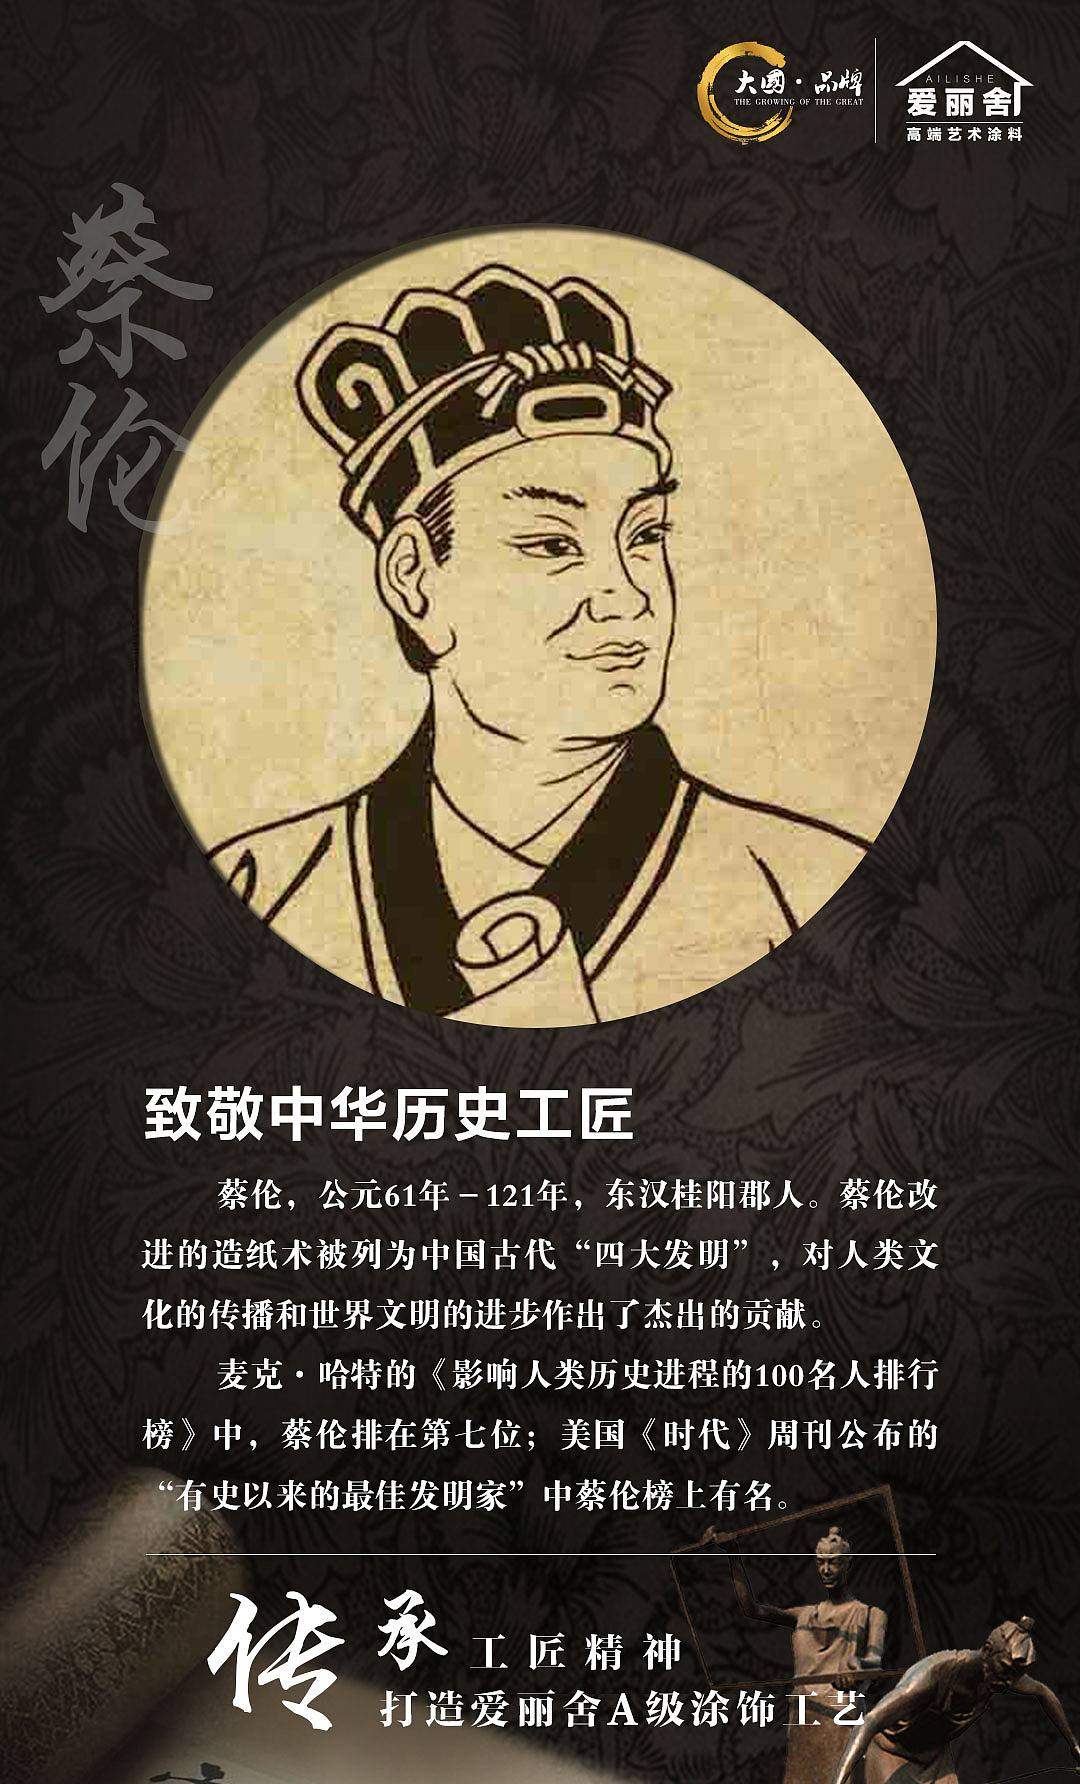 大國·品牌
THE GROWING OF THE GREAT
AILISHE
爱丽舍
高端艺术涂料
蔡伦
致敬中华历史工匠
蔡伦，公元61年－121年，东汉桂阳郡人。蔡伦改
进的造纸术被列为中国古代“四大发明”，对人类文
化的传播和世界文明的进步作出了杰出的贡献。
麦克·哈特的《影响人类历史进程的100名人排行
榜》中，蔡伦排在第七位；美国《时代》周刊公布的
“有史以来的最佳发明家”中蔡伦榜上有名。
传承工匠精神
打造爱丽舍A级涂饰工艺